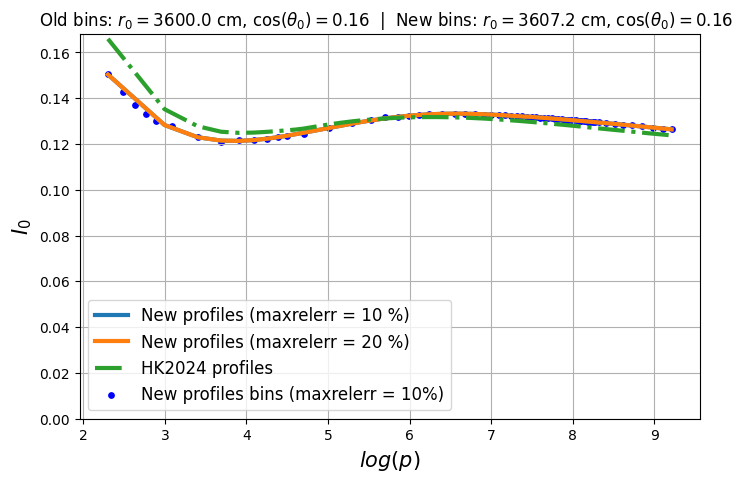 Old bins: r₀ = 3600.0 cm, cos(θ₀) = 0.16 | New bins: r₀ = 3607.2 cm, cos(θ₀) = 0.16
0.16
0.14
0.12
0.10
0.08
0.06
0.04
0.02
0.00
I₀
New profiles (maxrelerr = 10 %)
New profiles (maxrelerr = 20 %)
HK2024 profiles
New profiles bins (maxrelerr = 10%)
2 3 4 5 6 7 8 9
log(p)